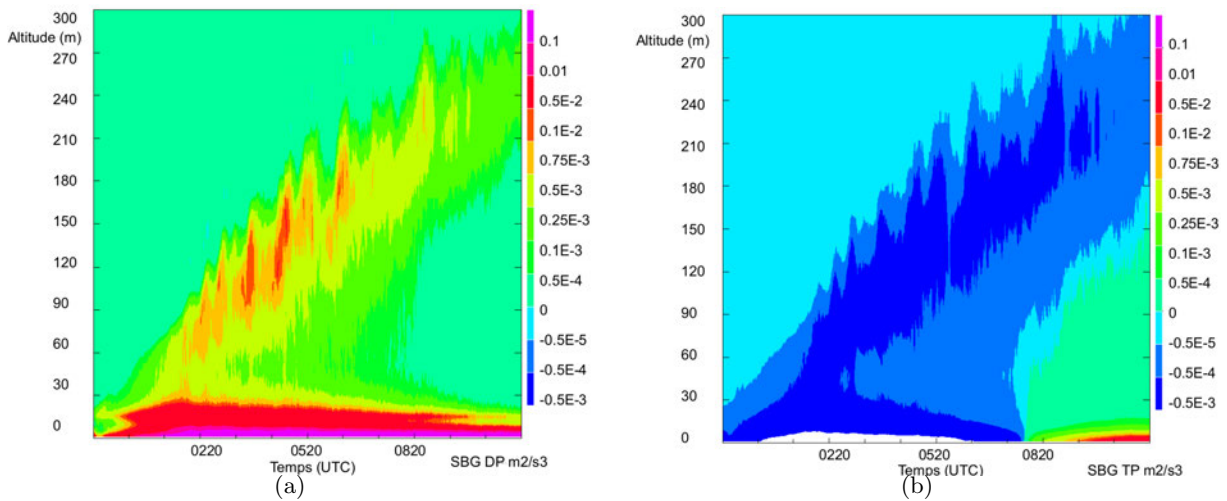 300
Altitude (m)
270
240
210
180
150
120
90
60
30
0
0220
0520
0820
Temps (UTC)
SBG DP m2/s3
0.1
0.01
0.5E-2
0.1E-2
0.75E-3
0.5E-3
0.25E-3
0.1E-3
0.5E-4
0
-0.5E-5
-0.5E-4
-0.5E-3
(a)
300
Altitude (m)
270
240
210
180
150
120
90
60
30
0
0220
0520
0820
Temps (UTC)
SBG TP m2/s3
0.1
0.01
0.5E-2
0.1E-2
0.75E-3
0.5E-3
0.25E-3
0.1E-3
0.5E-4
0
-0.5E-5
-0.5E-4
-0.5E-3
(b)